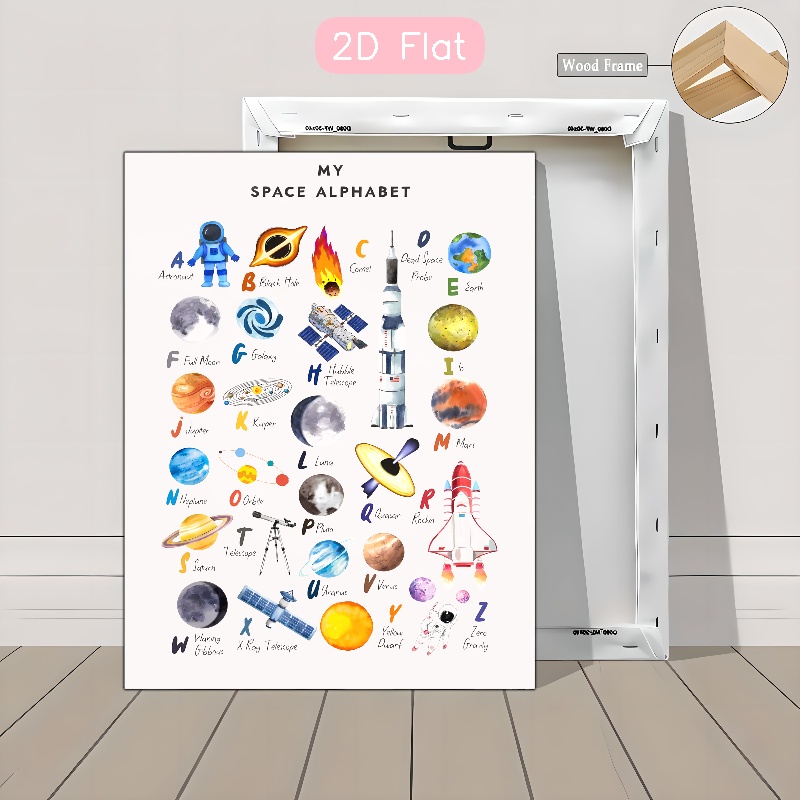 2D Flat
Wood Frame
MY
SPACE ALPHABET
A
Astronaut
B Black Hole
C
Comet
D
Dead Space
Probe
E Earth
F Full Moon
G Galaxy
H Hubble
Telescope
I Io
J Jupiter
K Kuiper
L Luna
M Mars
N Neptune
O Orbit
P Pluto
Q Quasar
R
Rocket
S Saturn
T
Telescope
U Uranus
V Venus
W Waning
Gibbous
X
X Ray Telescope
Y
Yellow
Dwarf
Z
Zero
Gravity